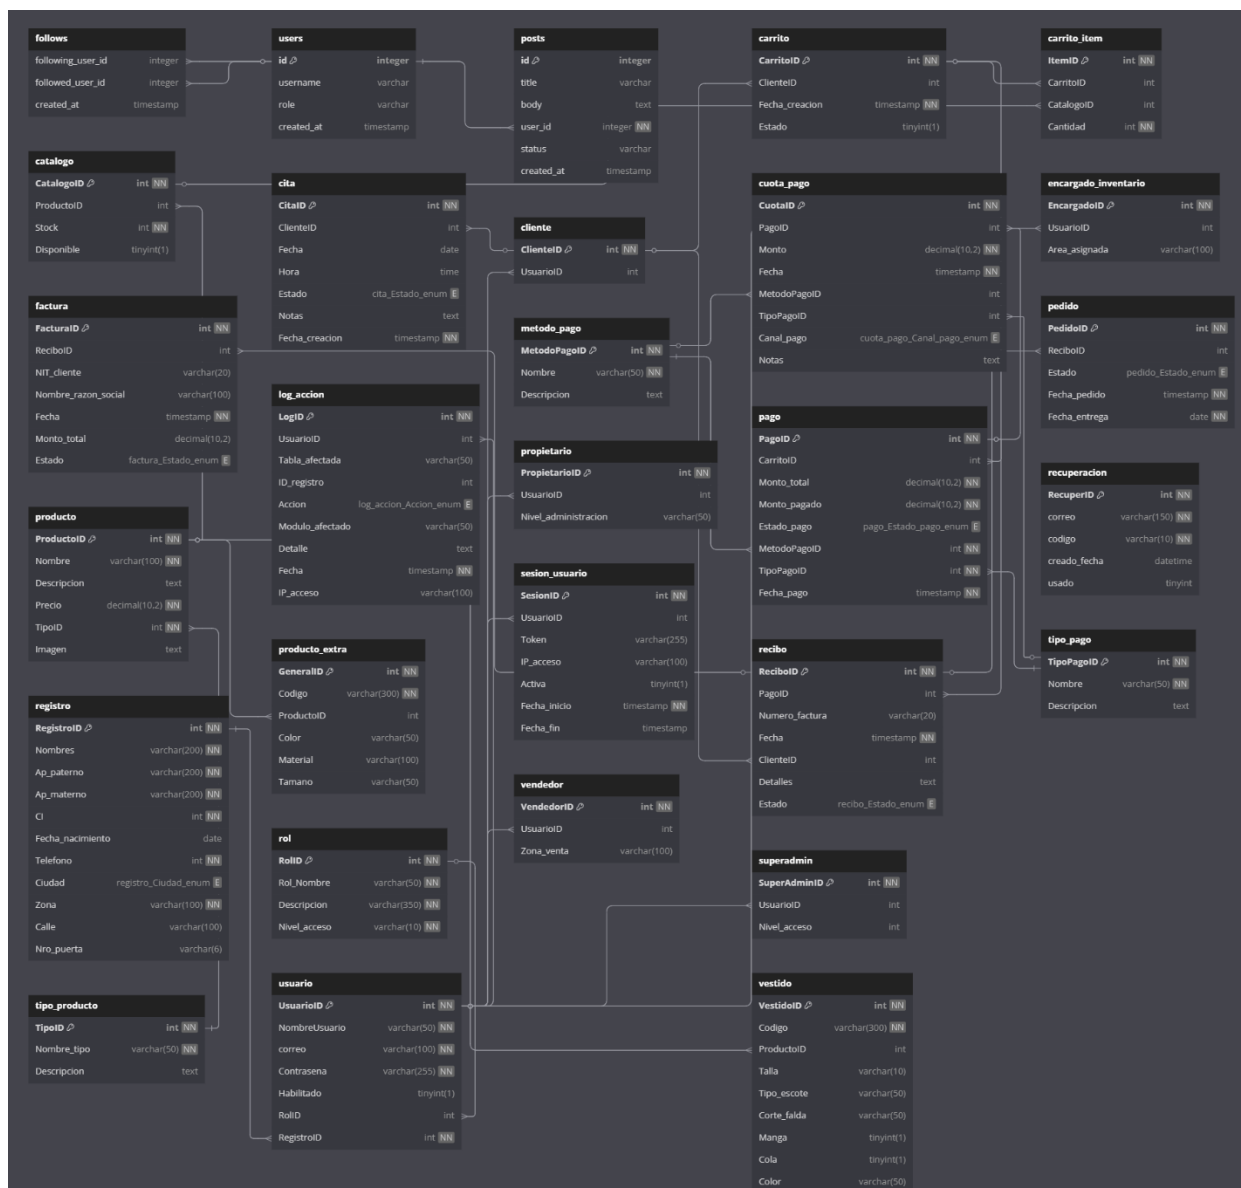 follows
following_user_id integer
followed_user_id integer
created_at timestamp
users
id integer
username varchar
role varchar
created_at timestamp
posts
id integer
title varchar
body text
user_id integer NN
status varchar
created_at timestamp
carrito
CarritoID int NN
ClienteID int
Fecha_creacion timestamp NN
Estado tinyint(1)
carrito_item
ItemID int NN
CarritoID int
CatalogoID int
Cantidad int NN
catalogo
CatalogoID int NN
ProductoID int
Stock int NN
Disponible tinyint(1)
cita
CitaID int NN
ClienteID int
Fecha date
Hora time
Estado cita_Estado_enum E
Notas text
Fecha_creacion timestamp NN
cliente
ClienteID int NN
UsuarioID int
cuota_pago
CuotaID int NN
PagoID int
Monto decimal(10,2) NN
Fecha timestamp NN
MetodoPagoID int
TipoPagoID int
Canal_pago cuota_pago_Canal_pago_enum E
Notas text
encargado_inventario
EncargadoID int NN
UsuarioID int
Area_asignada varchar(100)
factura
FacturaID int NN
ReciboID int
NIT_cliente varchar(20)
Nombre_razon_social varchar(100)
Fecha timestamp NN
Monto_total decimal(10,2)
Estado factura_Estado_enum E
metodo_pago
MetodoPagoID int NN
Nombre varchar(50) NN
Descripcion text
pedido
PedidoID int NN
ReciboID int
Estado pedido_Estado_enum E
Fecha_pedido timestamp NN
Fecha_entrega date NN
log_accion
LogID int NN
UsuarioID int
Tabla_afectada varchar(50)
ID_registro int
Accion log_accion_Accion_enum E
Modulo_afectado varchar(50)
Detalle text
Fecha timestamp NN
IP_acceso varchar(100)
propietario
PropietarioID int NN
UsuarioID int
Nivel_administracion varchar(50)
pago
PagoID int NN
CarritoID int
Monto_total decimal(10,2) NN
Monto_pagado decimal(10,2) NN
Estado_pago pago_Estado_pago_enum E
MetodoPagoID int NN
TipoPagoID int NN
Fecha_pago timestamp NN
recuperacion
RecuperID int NN
correo varchar(150) NN
codigo varchar(10) NN
creado_fecha datetime
usado tinyint
producto
ProductoID int NN
Nombre varchar(100) NN
Descripcion text
Precio decimal(10,2) NN
TipoID int NN
Imagen text
sesion_usuario
SesionID int NN
UsuarioID int
Token varchar(255)
IP_acceso varchar(100)
Activa tinyint(1)
Fecha_inicio timestamp NN
Fecha_fin timestamp
producto_extra
GeneralID int NN
Codigo varchar(300) NN
ProductoID int
Color varchar(50)
Material varchar(100)
Tamano varchar(50)
recibo
ReciboID int NN
PagoID int
Numero_factura varchar(20)
Fecha timestamp NN
ClienteID int
Detalles text
Estado recibo_Estado_enum E
tipo_pago
TipoPagoID int NN
Nombre varchar(50) NN
Descripcion text
registro
RegistroID int NN
Nombres varchar(200) NN
Ap_paterno varchar(200) NN
Ap_materno varchar(200) NN
CI int NN
Fecha_nacimiento date
Telefono int NN
Ciudad registro_Ciudad_enum E
Zona varchar(100) NN
Calle varchar(100)
Nro_puerta varchar(6)
vendedor
VendedorID int NN
UsuarioID int
Zona_venta varchar(100)
rol
RolID int NN
Rol_Nombre varchar(50) NN
Descripcion varchar(350) NN
Nivel_acceso varchar(10) NN
superadmin
SuperAdminID int NN
UsuarioID int
Nivel_acceso int
tipo_producto
TipoID int NN
Nombre_tipo varchar(50) NN
Descripcion text
usuario
UsuarioID int NN
NombreUsuario varchar(50) NN
correo varchar(100) NN
Contrasena varchar(255) NN
Habilitado tinyint(1)
RolID int
RegistroID int NN
vestido
VestidoID int NN
Codigo varchar(300) NN
ProductoID int
Talla varchar(10)
Tipo_escote varchar(50)
Corte_falda varchar(50)
Manga tinyint(1)
Cola tinyint(1)
Color varchar(50)